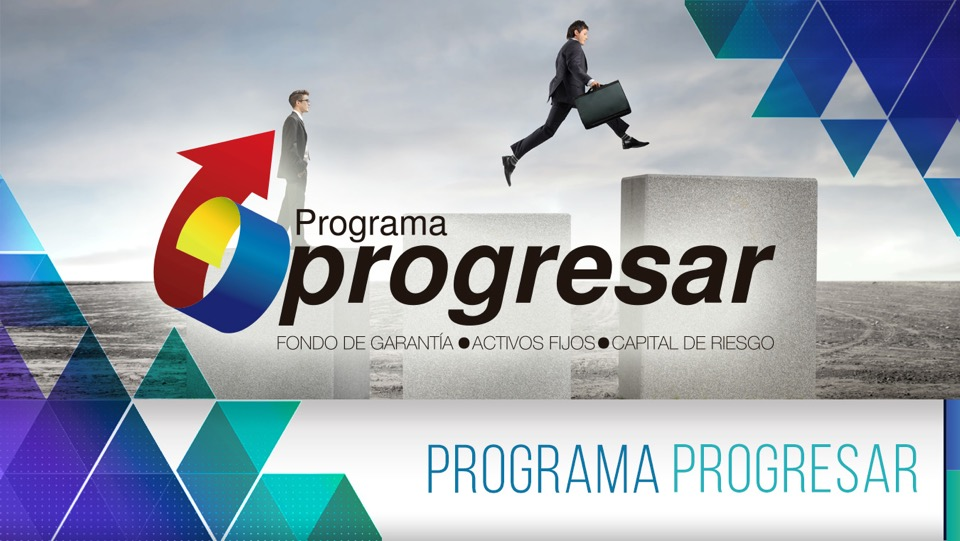 Programa
progresar
FONDO DE GARANTÍA ● ACTIVOS FIJOS ● CAPITAL DE RIESGO
PROGRAMA PROGRESAR